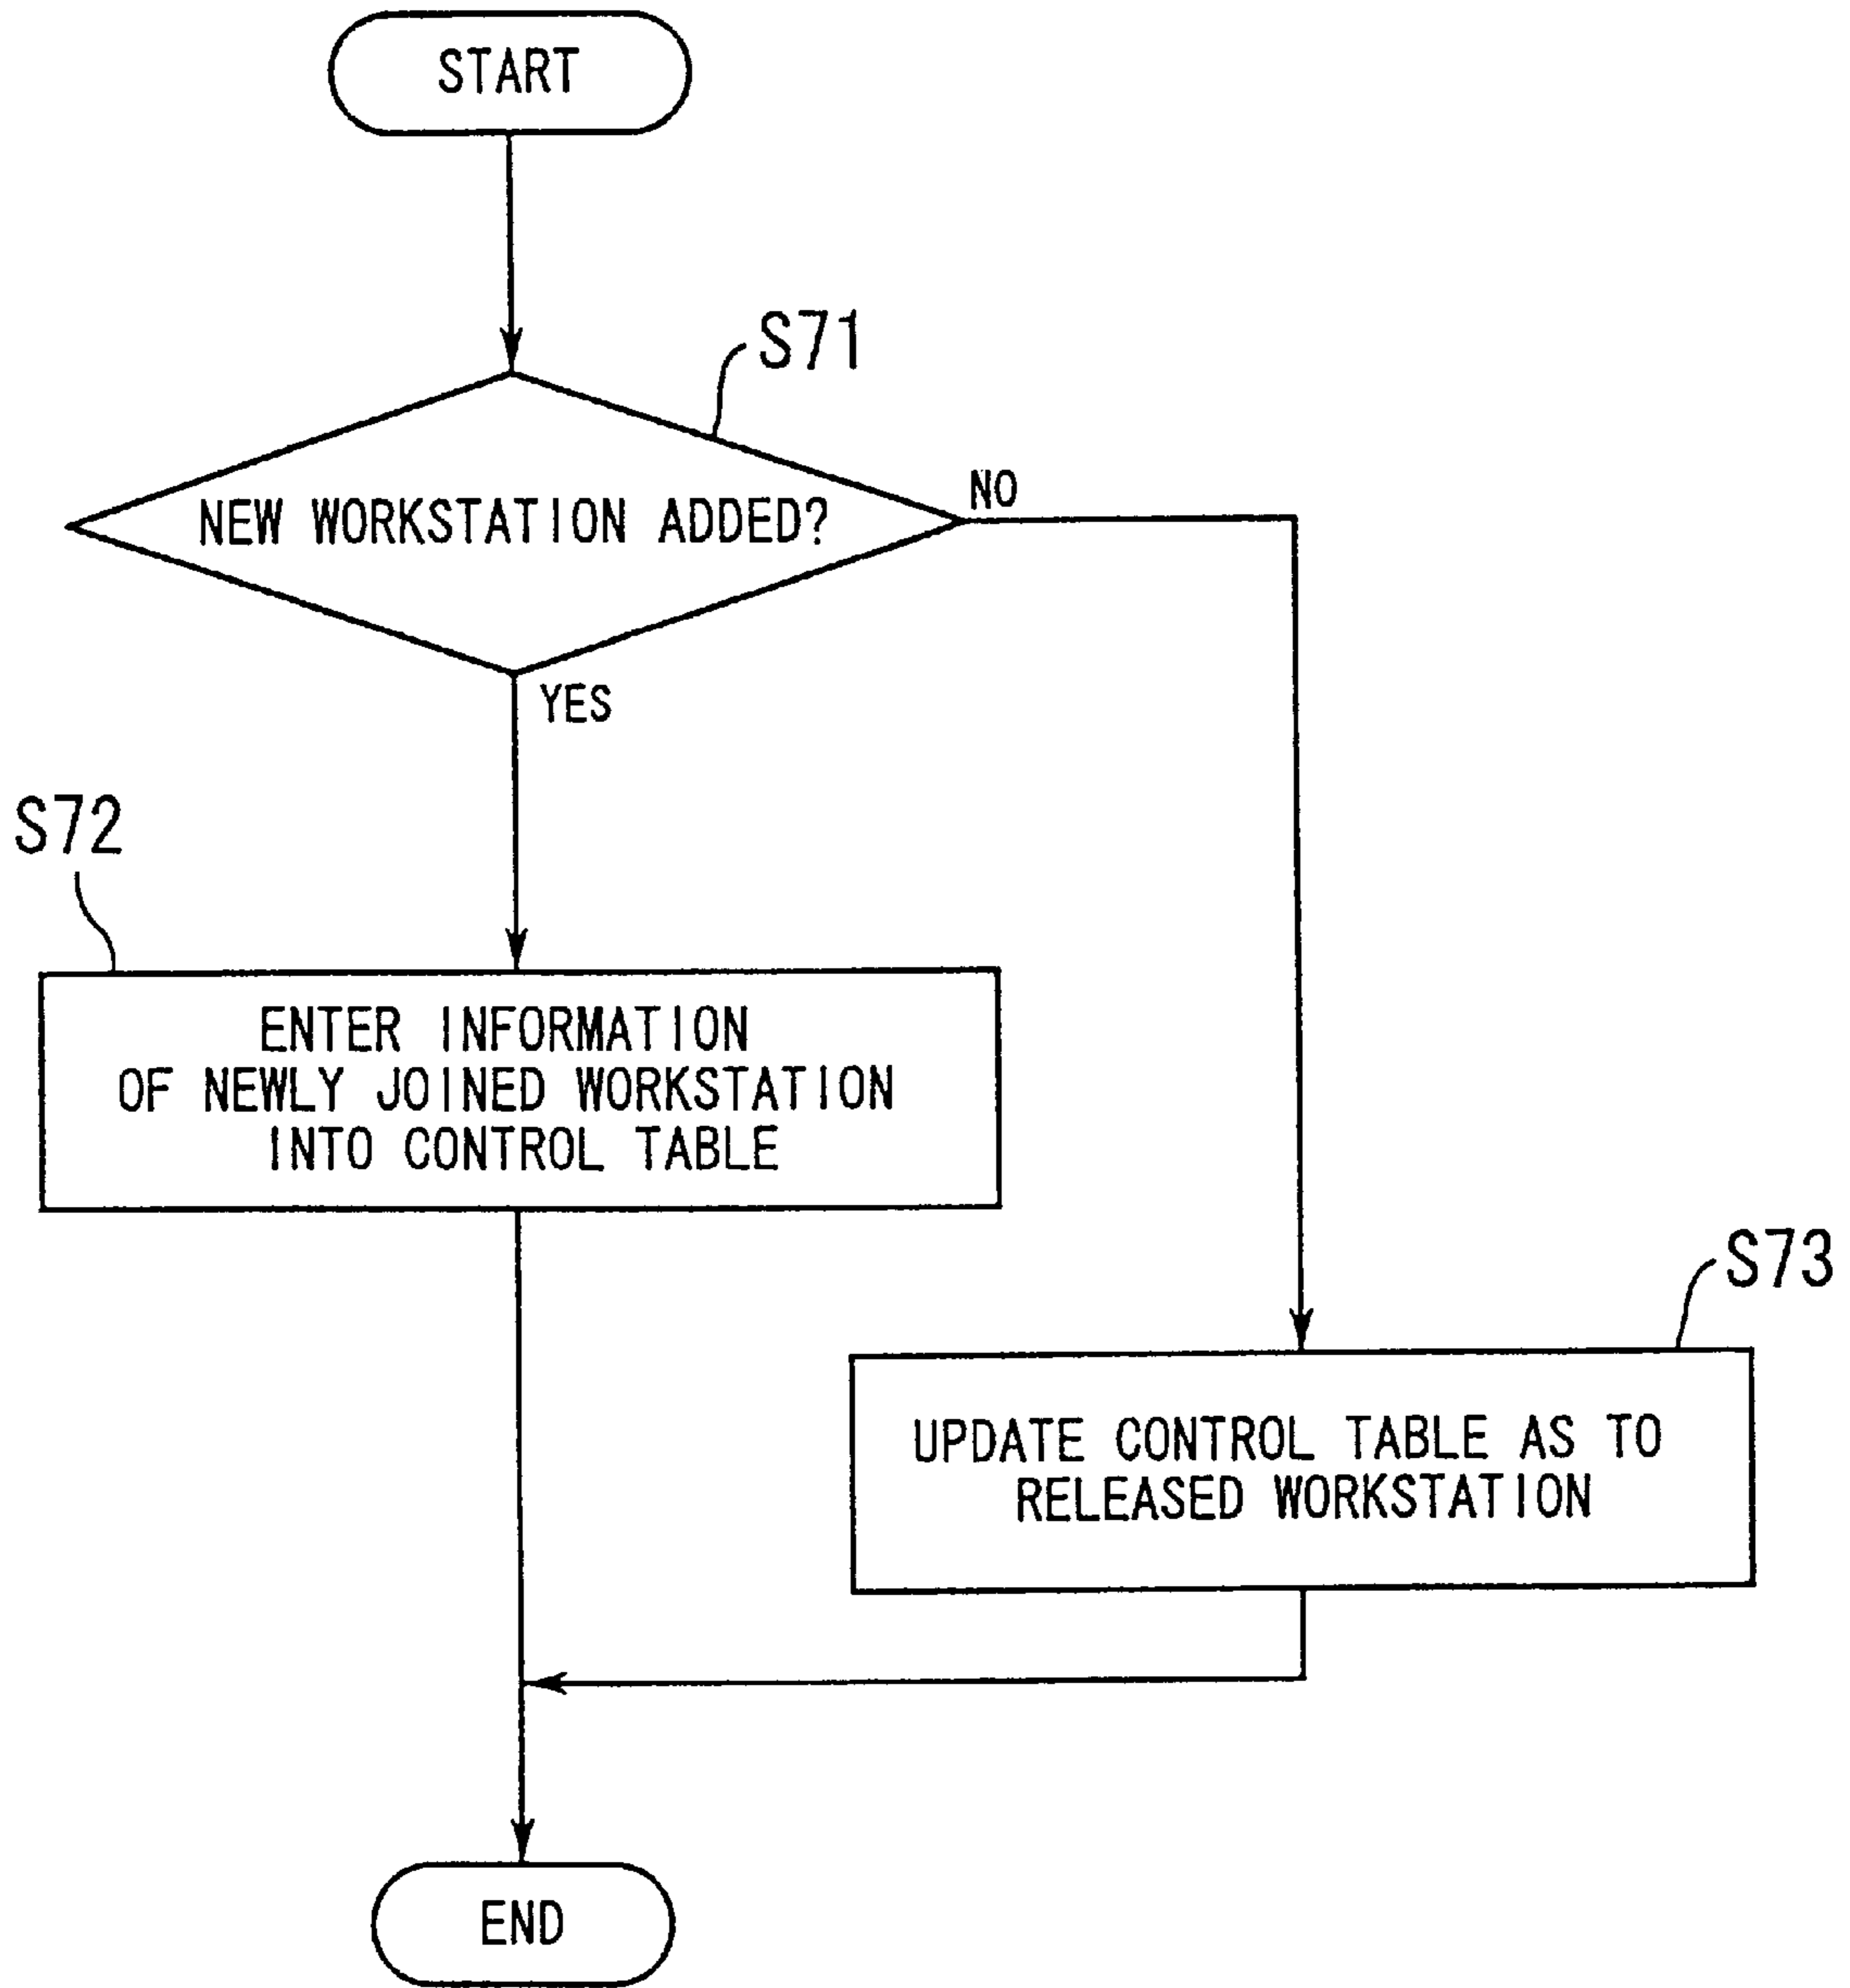 START
S71
NEW WORKSTATION ADDED?
NO
YES
S72
ENTER INFORMATION
OF NEWLY JOINED WORKSTATION
INTO CONTROL TABLE
S73
UPDATE CONTROL TABLE AS TO
RELEASED WORKSTATION
END